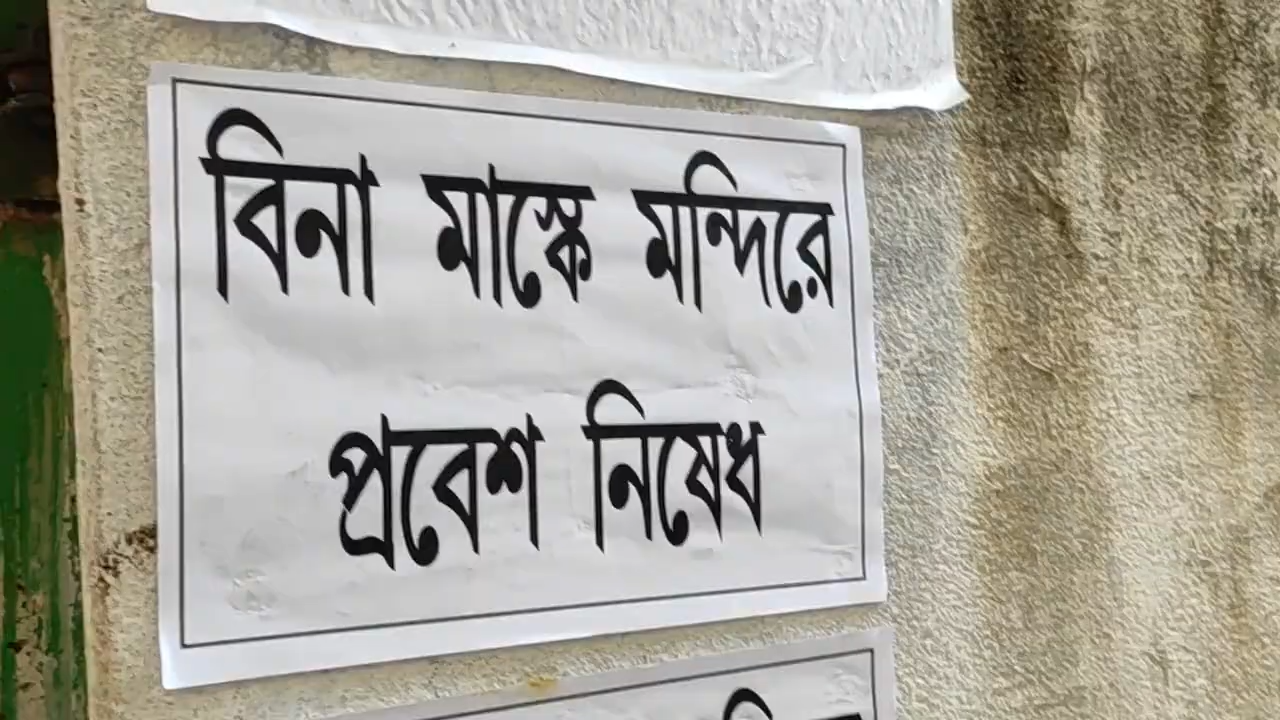 বিনা মাস্কে মন্দিরে
প্রবেশ নিষেধ